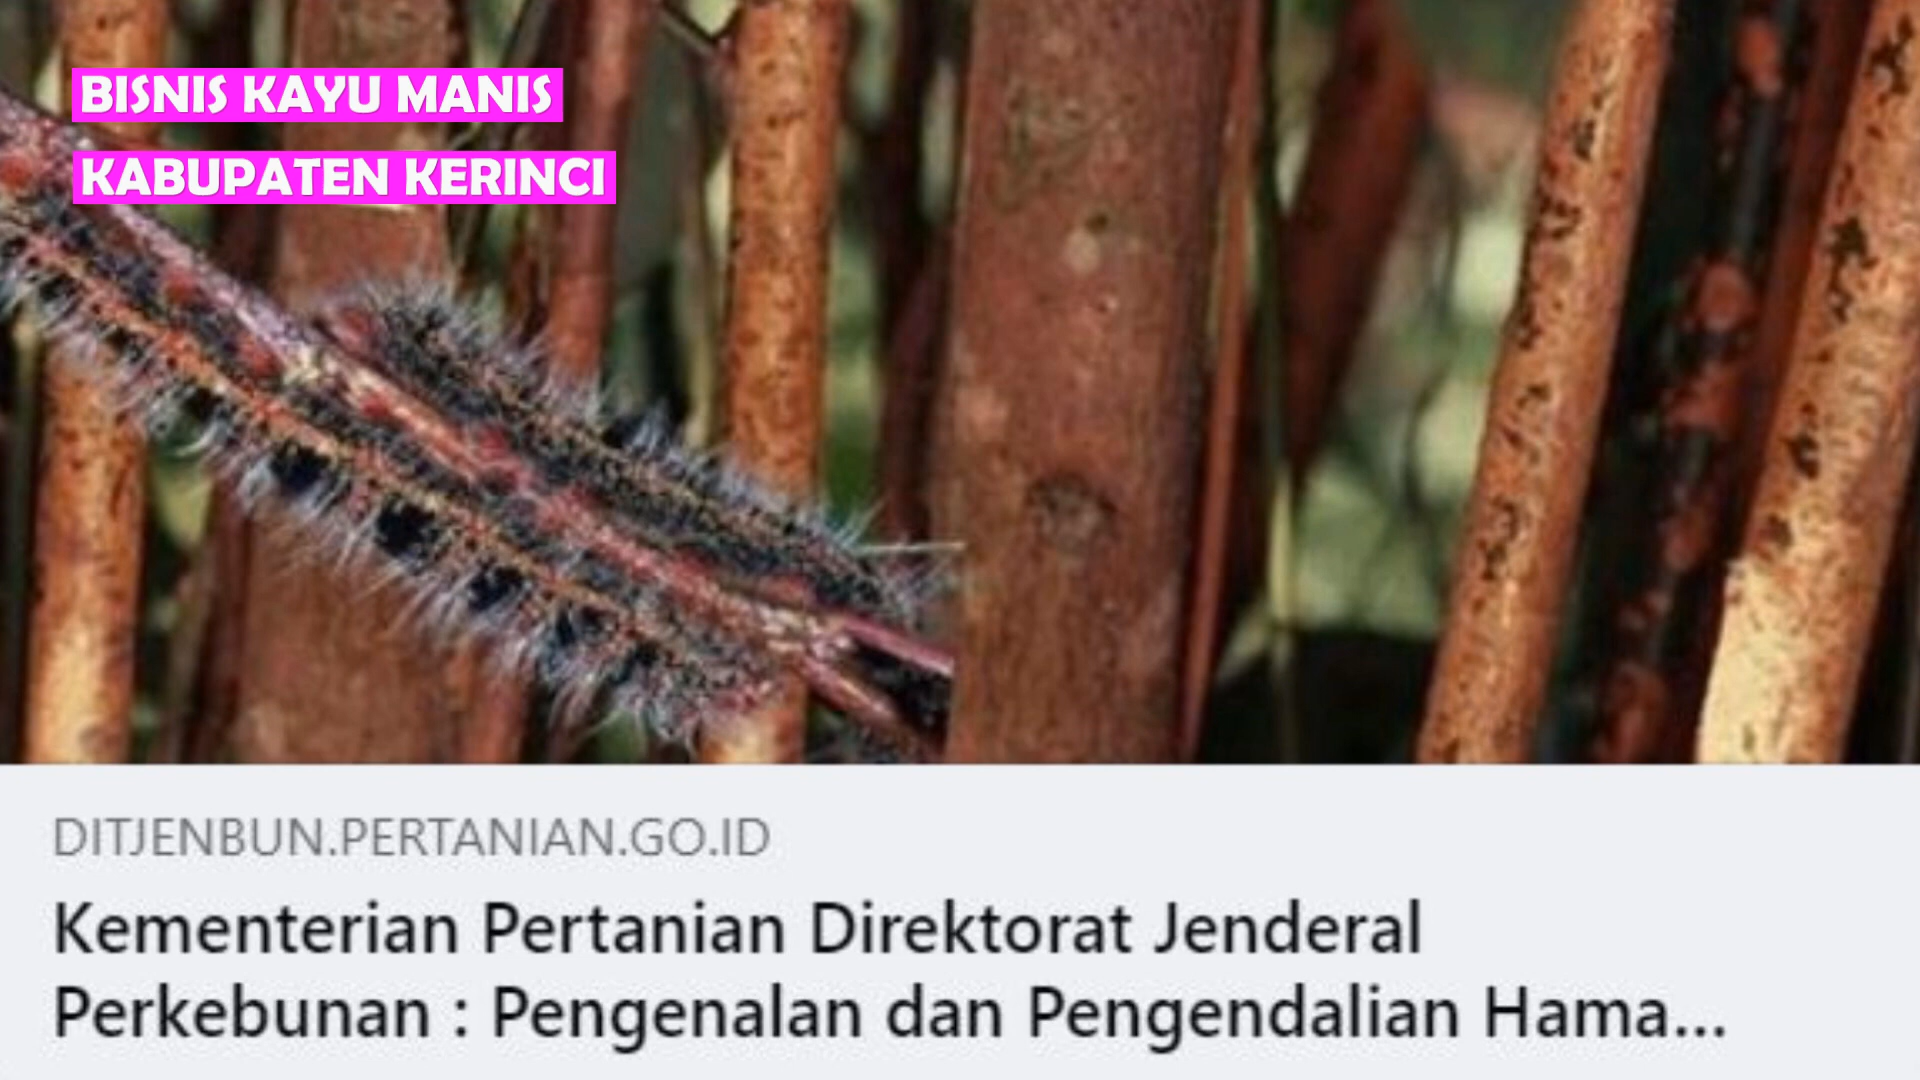 BISNIS KAYU MANIS
KABUPATEN KERINCI
DITJENBUN.PERTANIAN.GO.ID
Kementerian Pertanian Direktorat Jenderal
Perkebunan : Pengenalan dan Pengendalian Hama...